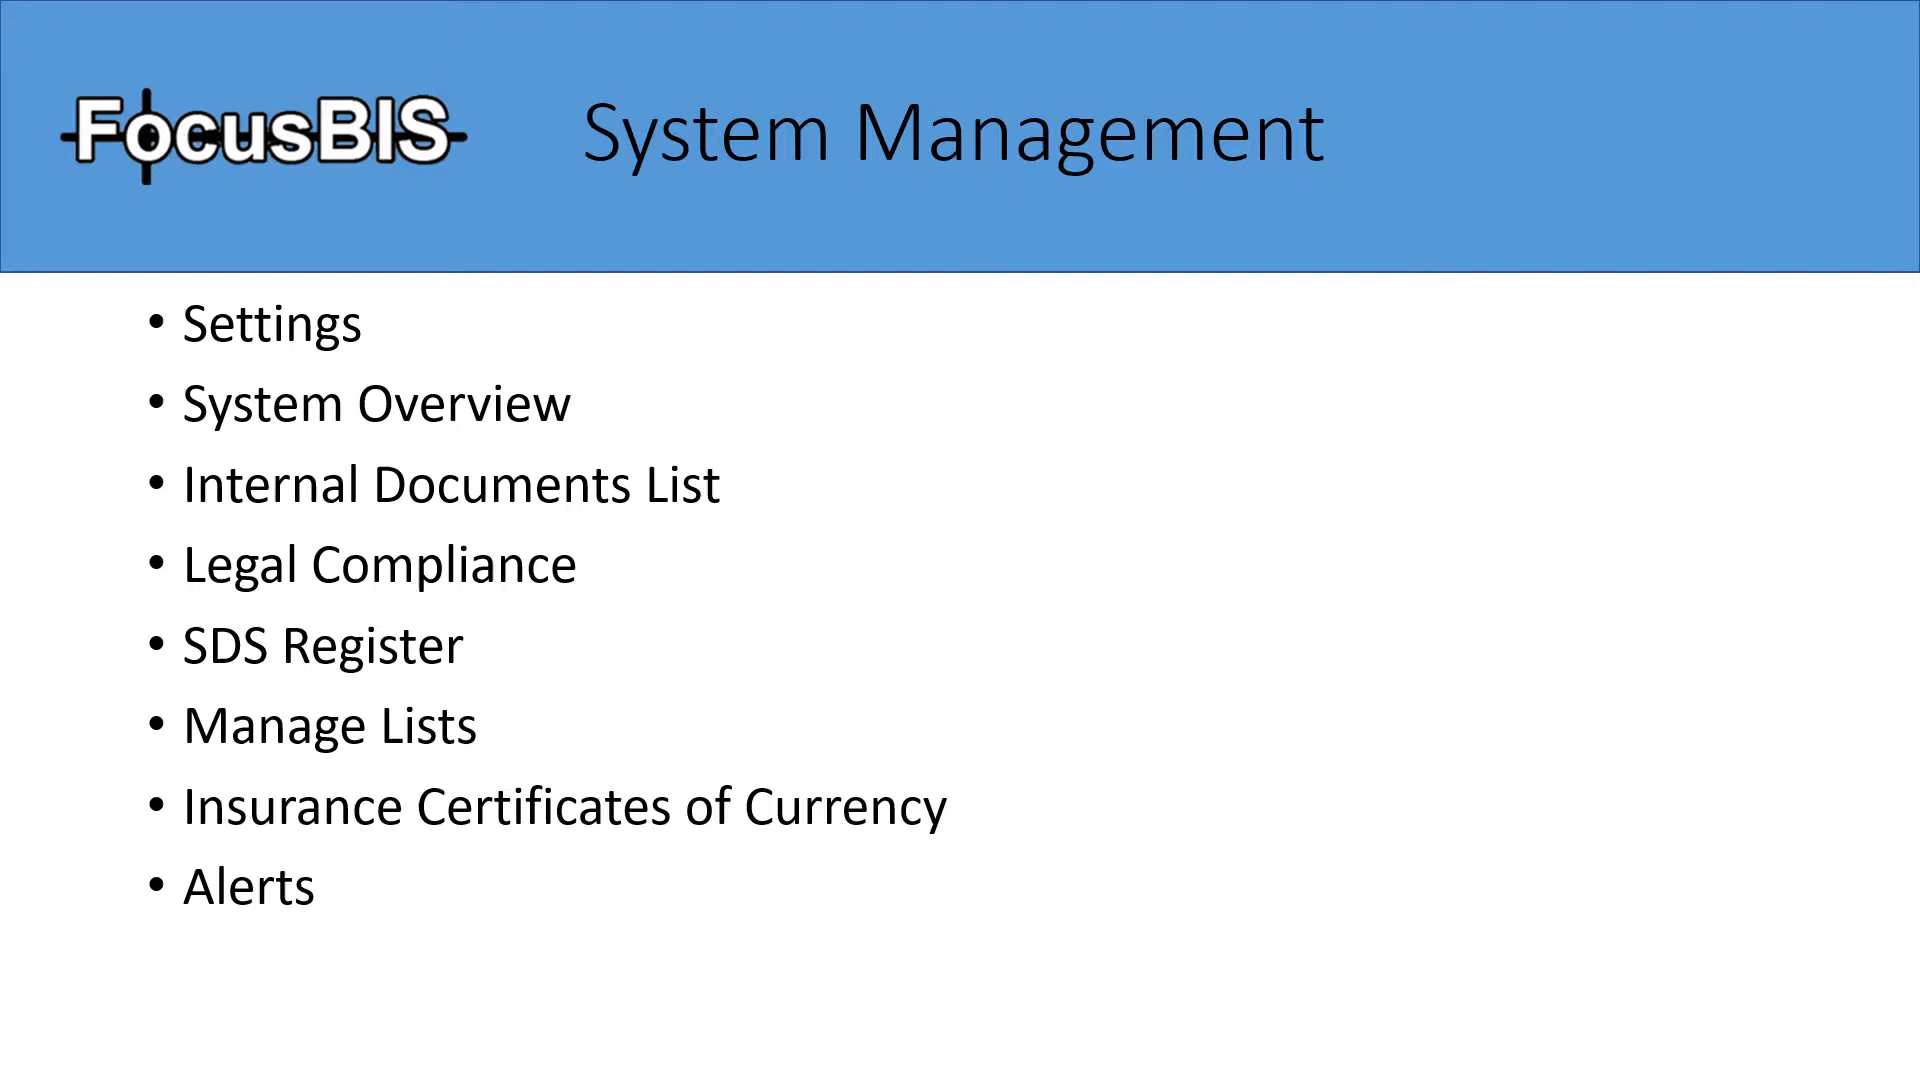 FocusBIS
System Management
• Settings
• System Overview
• Internal Documents List
• Legal Compliance
• SDS Register
• Manage Lists
• Insurance Certificates of Currency
• Alerts